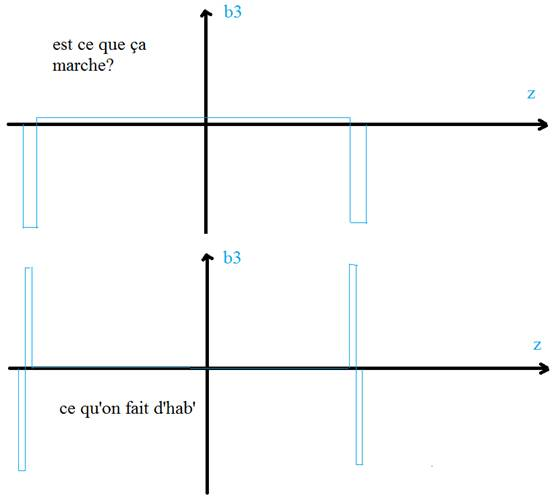 b3
est ce que ça
marche?
z
b3
z
ce qu'on fait d'hab'